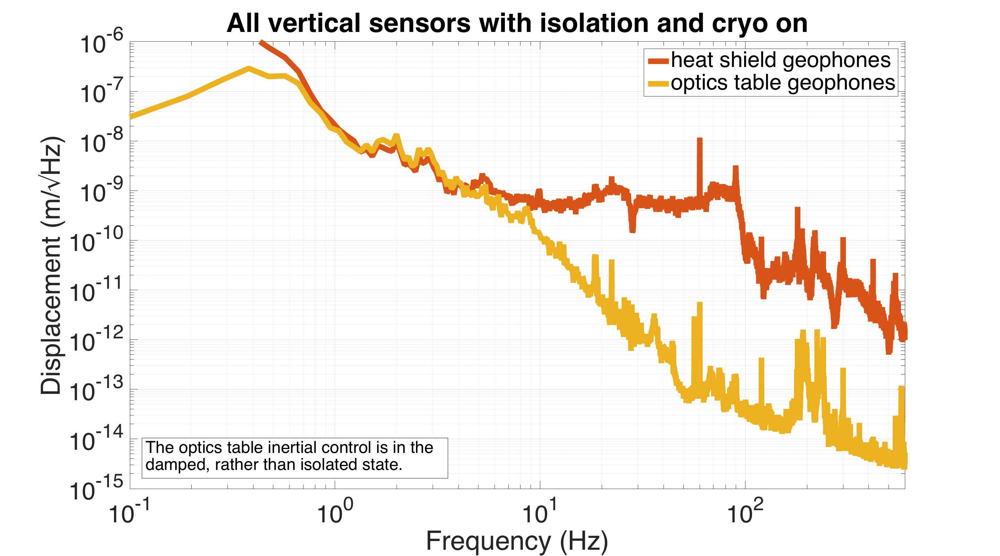 All vertical sensors with isolation and cryo on
heat shield geophones
optics table geophones
Displacement (m/√Hz)
10^-6
10^-7
10^-8
10^-9
10^-10
10^-11
10^-12
10^-13
10^-14
10^-15
The optics table inertial control is in the
damped, rather than isolated state.
10^-1 10^0 10^1 10^2
Frequency (Hz)